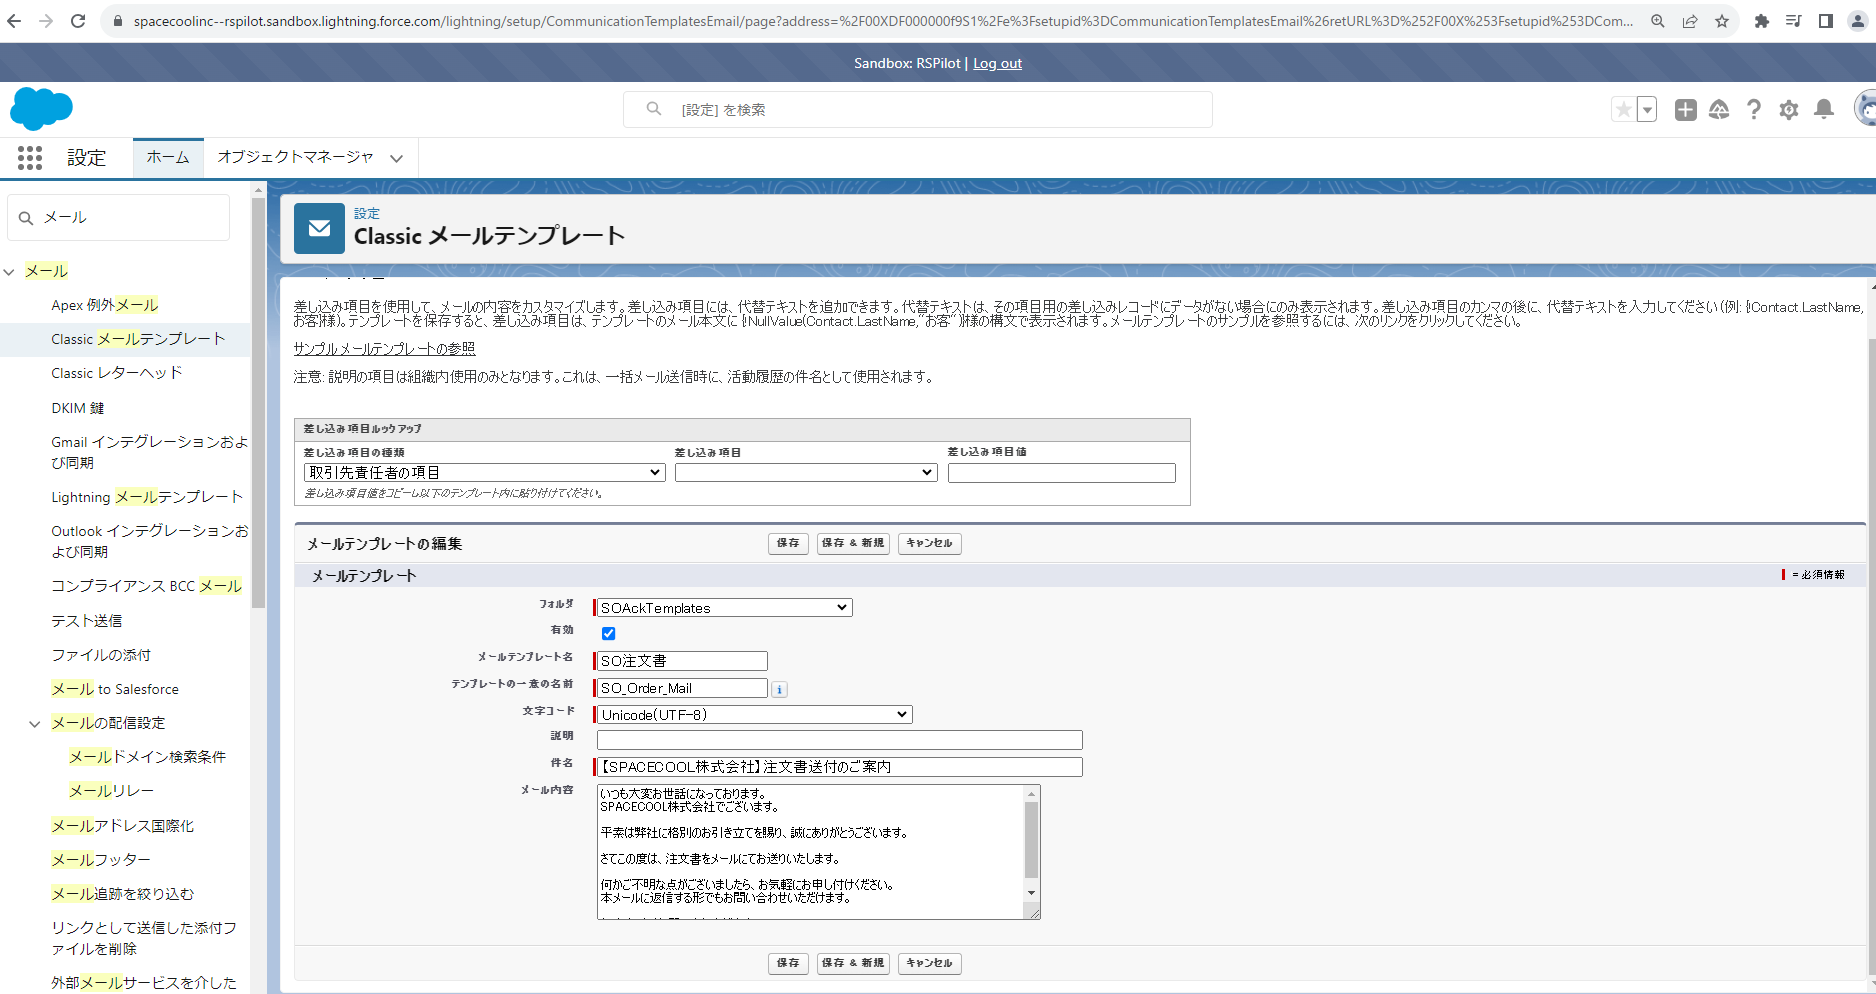 spacecoolinc--rspilot.sandbox.lightning.force.com/lightning/setup/CommunicationTemplatesEmail/page?address=%2F00XDF000000f9S1%2Fe%3Fsetupid%3DCommunicationTemplatesEmail%26retURL%3D%252F00X%253Fsetupid%253DCom...
Sandbox: RSPilot | Log out
[設定] を検索
設定
ホーム
オブジェクトマネージャ
メール
メール
Apex 例外メール
Classic メールテンプレート
Classic レターヘッド
DKIM 鍵
Gmail インテグレーションおよ
び同期
Lightning メールテンプレート
Outlook インテグレーションお
よび同期
コンプライアンス BCC メール
テスト送信
ファイルの添付
メール to Salesforce
メールの配信設定
メールドメイン検索条件
メールリレー
メールアドレス国際化
メールフッター
メール追跡を絞り込む
リンクとして送信した添付フ
ァイルを削除
外部メールサービスを介した
設定
Classic メールテンプレート
差し込み項目を使用して、メールの内容をカスタマイズします。差し込み項目には、代替テキストを追加できます。代替テキストは、その項目用の差し込みレコードにデータがない場合にのみ表示されます。差し込み項目のカンマの後に、代替テキストを入力してください (例: {!Contact.LastName,
お客}様)。テンプレートを保存すると、差し込み項目は、テンプレートのメール本文に {!NullValue(Contact.LastName,"お客")}様の構文で表示されます。メールテンプレートのサンプルを参照するには、次のリンクをクリックしてください。
サンプル メールテンプレートの参照
注意: 説明の項目は組織内使用のみとなります。これは、一括メール送信時に、活動履歴の件名として使用されます。
差し込み項目ルックアップ
差し込み項目の種類
差し込み項目
差し込み項目値
取引先責任者の項目
差し込み項目値をコピーし以下のテンプレート内に貼り付けてください。
メールテンプレートの編集
保存
保存 & 新規
キャンセル
メールテンプレート
= 必須情報
フォルダ
SOAckTemplates
有効
メールテンプレート名
SO注文書
テンプレートの一意の名前
SO_Order_Mail
文字コード
Unicode(UTF-8)
説明
件名
【SPACECOOL株式会社】注文書送付のご案内
メール内容
いつも大変お世話になっております。
SPACECOOL株式会社でございます。
平素は弊社に格別のお引き立てを賜り、誠にありがとうございます。
さてこの度は、注文書をメールにてお送りいたします。
何かご不明な点がございましたら、お気軽にお申し付けください。
本メールに返信する形でもお問い合わせいただけます。
保存
保存 & 新規
キャンセル